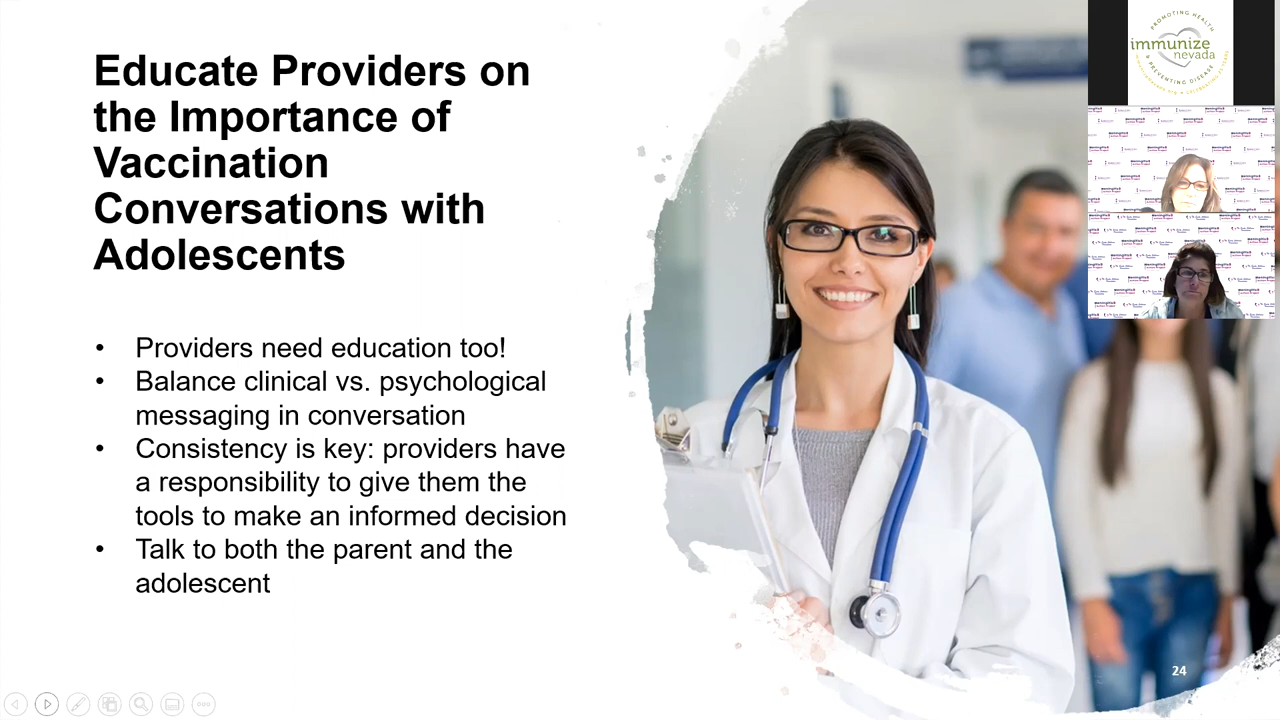 Educate Providers on
the Importance of
Vaccination
Conversations with
Adolescents
• Providers need education too!
• Balance clinical vs. psychological
messaging in conversation
• Consistency is key: providers have
a responsibility to give them the
tools to make an informed decision
• Talk to both the parent and the
adolescent
24
PROMOTING HEALTH
immunize
nevada
& PREVENTING DISEASE